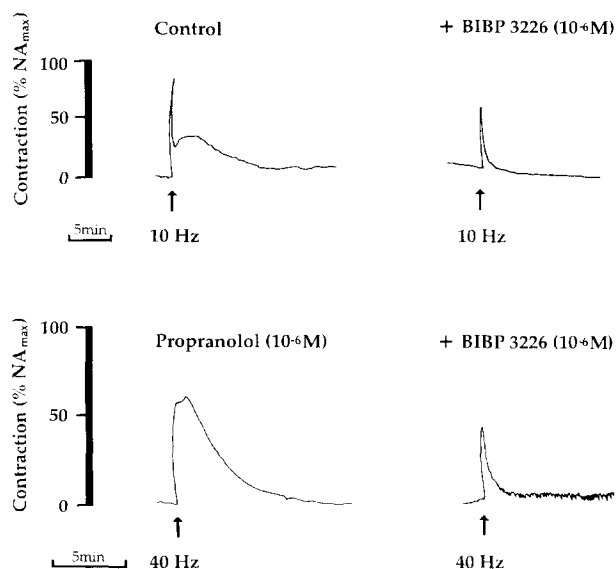 Control
+ BIBP 3226 (10-6M)
Contraction (% NAmax)
100
50
0
5min
10 Hz
10 Hz
Propranolol (10-6M)
+ BIBP 3226 (10-6M)
Contraction (% NAmax)
100
50
0
5min
40 Hz
40 Hz